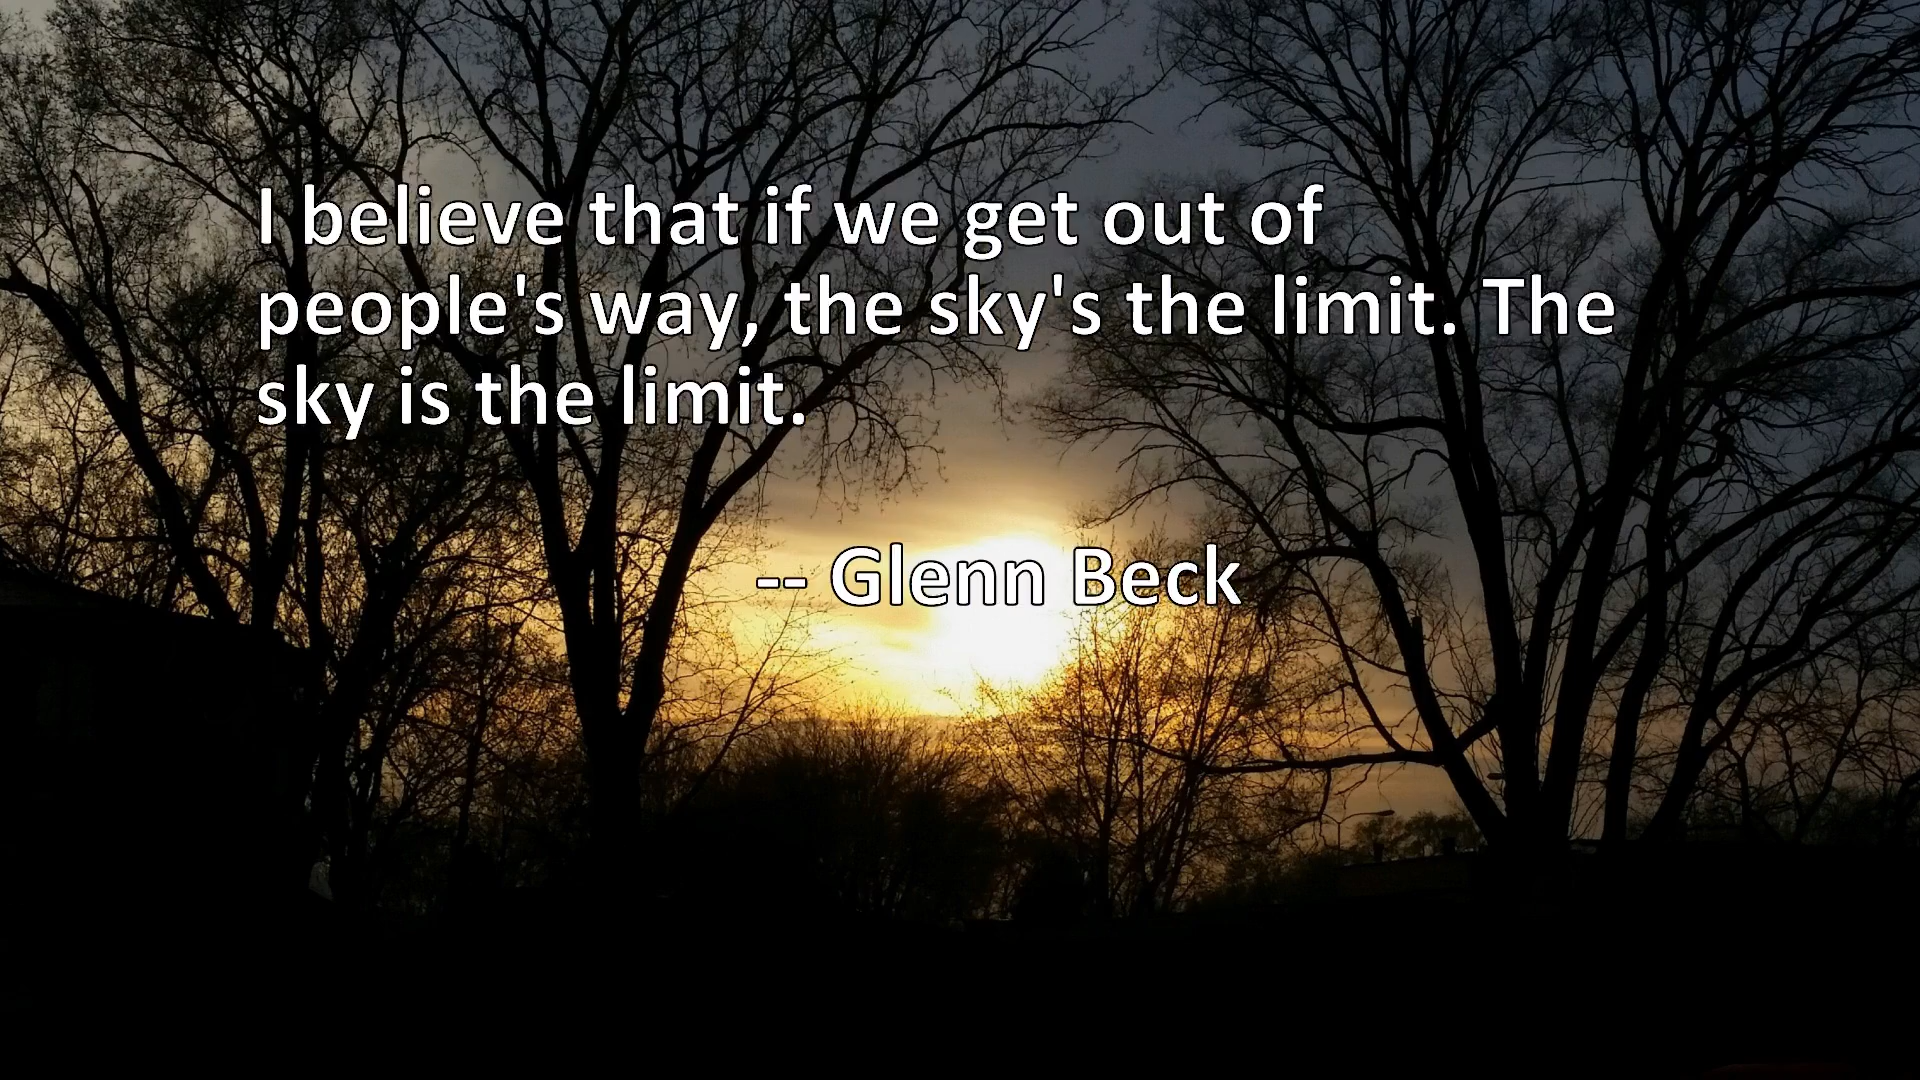 I believe that if we get out of
people's way, the sky's the limit. The
sky is the limit.
-- Glenn Beck